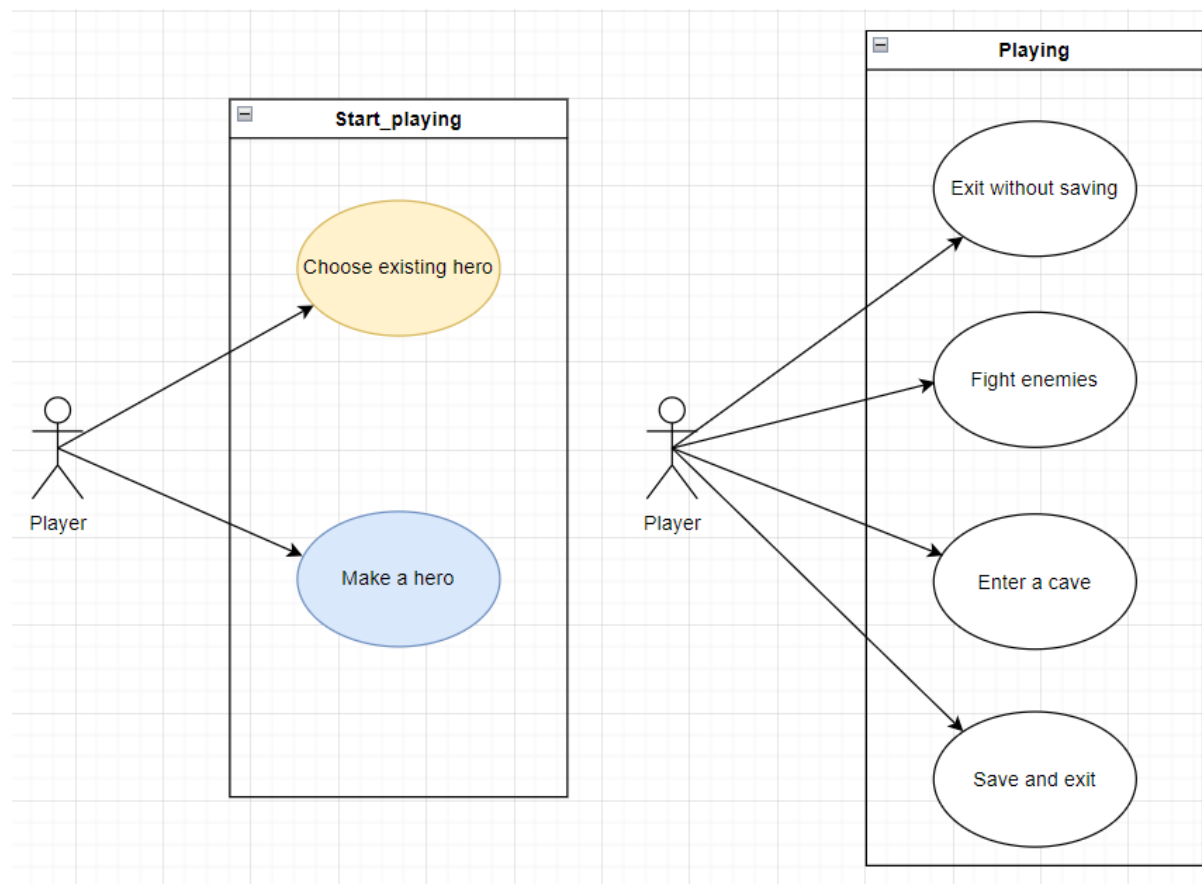 Start_playing
Choose existing hero
Make a hero
Player
Playing
Exit without saving
Fight enemies
Enter a cave
Save and exit
Player